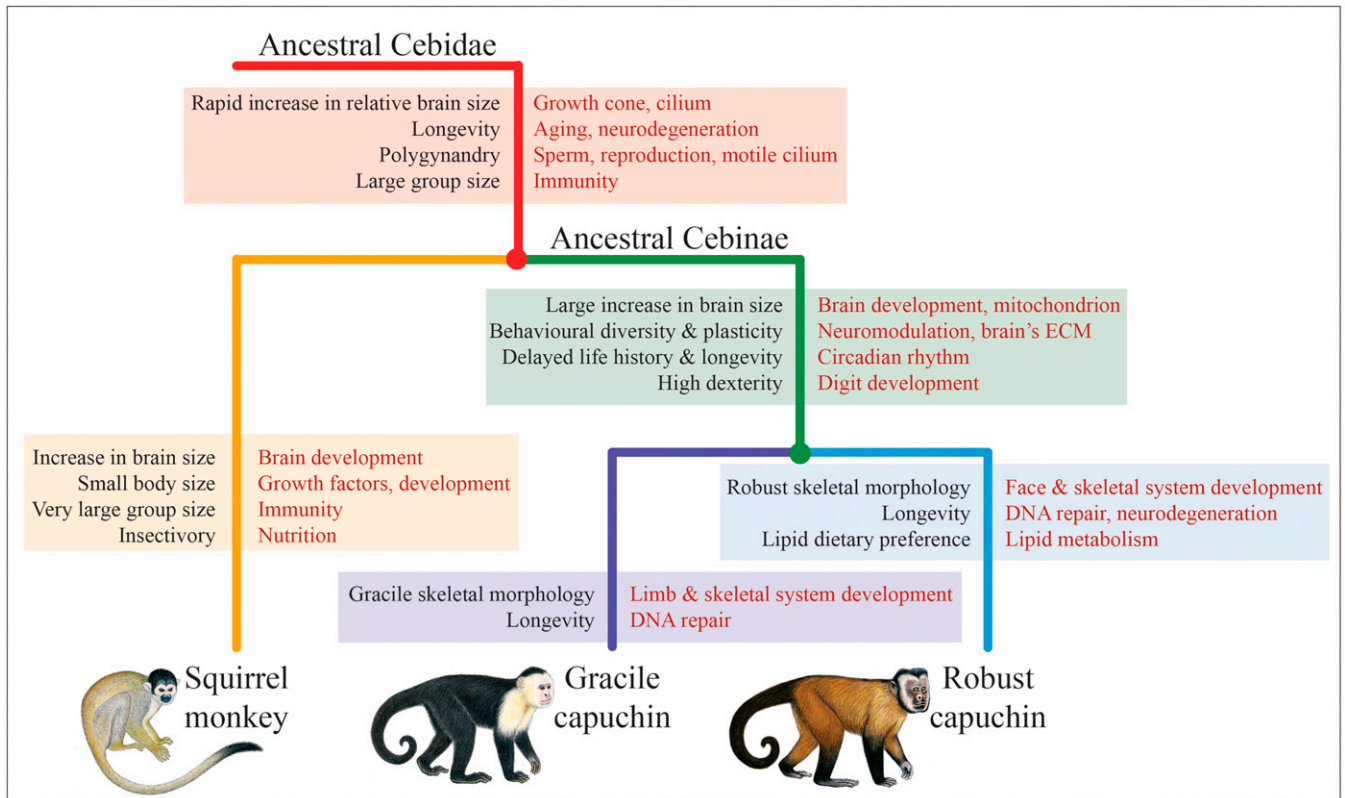 Ancestral Cebidae
Rapid increase in relative brain size Growth cone, cilium
Longevity Aging, neurodegeneration
Polygynandry Sperm, reproduction, motile cilium
Large group size Immunity
Ancestral Cebinae
Large increase in brain size Brain development, mitochondrion
Behavioural diversity & plasticity Neuromodulation, brain's ECM
Delayed life history & longevity Circadian rhythm
High dexterity Digit development
Increase in brain size Brain development
Small body size Growth factors, development
Very large group size Immunity
Insectivory Nutrition
Robust skeletal morphology Face & skeletal system development
Longevity DNA repair, neurodegeneration
Lipid dietary preference Lipid metabolism
Gracile skeletal morphology Limb & skeletal system development
Longevity DNA repair
Squirrel
monkey
Gracile
capuchin
Robust
capuchin